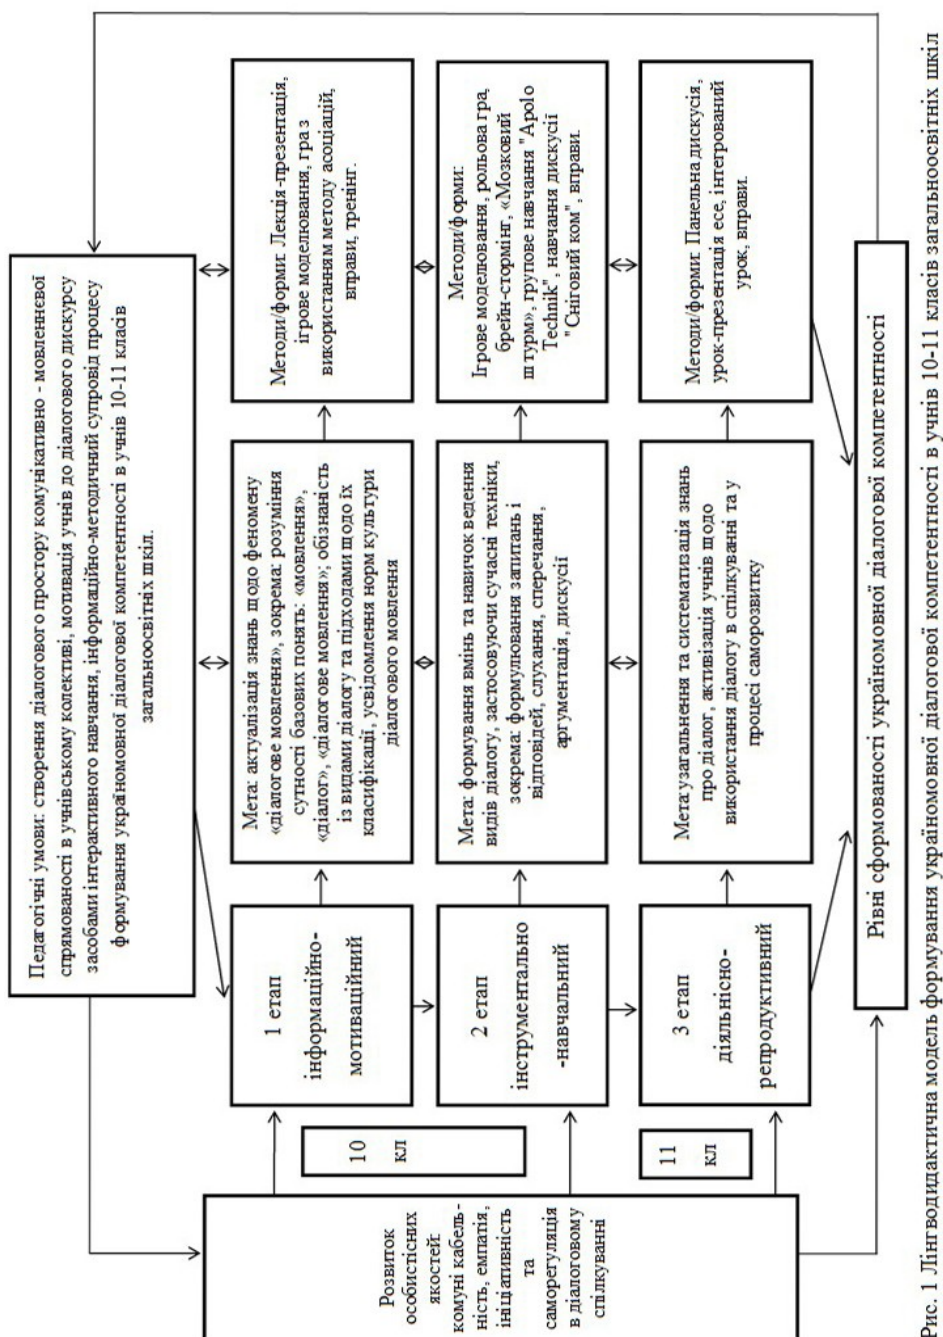 Педагогічні умови: створення діалогового простору комунікативно - мовленнєвої
спрямованості в учнівському колективі, мотивація учнів до діалогового дискурсу
засобами інтерактивного навчання, інформаційно-методичний супровід процесу
формування україномовної діалогової компетентності в учнів 10-11 класів
загальноосвітніх шкіл.
Розвиток
особистісних
якостей:
комуні кабель-
ність, емпатія,
ініціативність
та
саморегуляція
в діалоговому
спілкуванні
10
кл
11
кл
1 етап
інформаційно-
мотиваційний
Мета: актуалізація знань щодо феномену
«діалогове мовлення», зокрема: розуміння
сутності базових понять: «мовлення»,
«діалог», «діалогове мовлення»; обізнаність
із видами діалогу та підходами щодо їх
класифікації, усвідомлення норм культури
діалогового мовлення
Методи/форми: Лекція-презентація,
ігрове моделювання, гра з
використанням методу асоціацій,
вправи, тренінг.
2 етап
інструментально
-навчальний
Мета: формування вмінь та навичок ведення
видів діалогу, застосовуючи сучасні техніки,
зокрема: формулювання запитань і
відповідей, слухання, сперечання,
аргументація, дискусії
Методи/форми:
Ігрове моделювання, рольова гра,
брейн-стормінг, «Мозковий
штурм», групове навчання "Apolo
Technik", навчання дискусії
"Сніговий ком", вправи.
3 етап
діяльнісно-
репродуктивний
Мета:узагальнення та систематизація знань
про діалог, активізація учнів щодо
використання діалогу в спілкуванні та у
процесі саморозвитку
Методи/форми: Панельна дискусія,
урок-презентація есе, інтегрований
урок, вправи.
Рівні сформованості україномовної діалогової компетентності
Рис. 1 Лінгводидактична модель формування україномовної діалогової компетентності в учнів 10-11 класів загальноосвітніх шкіл